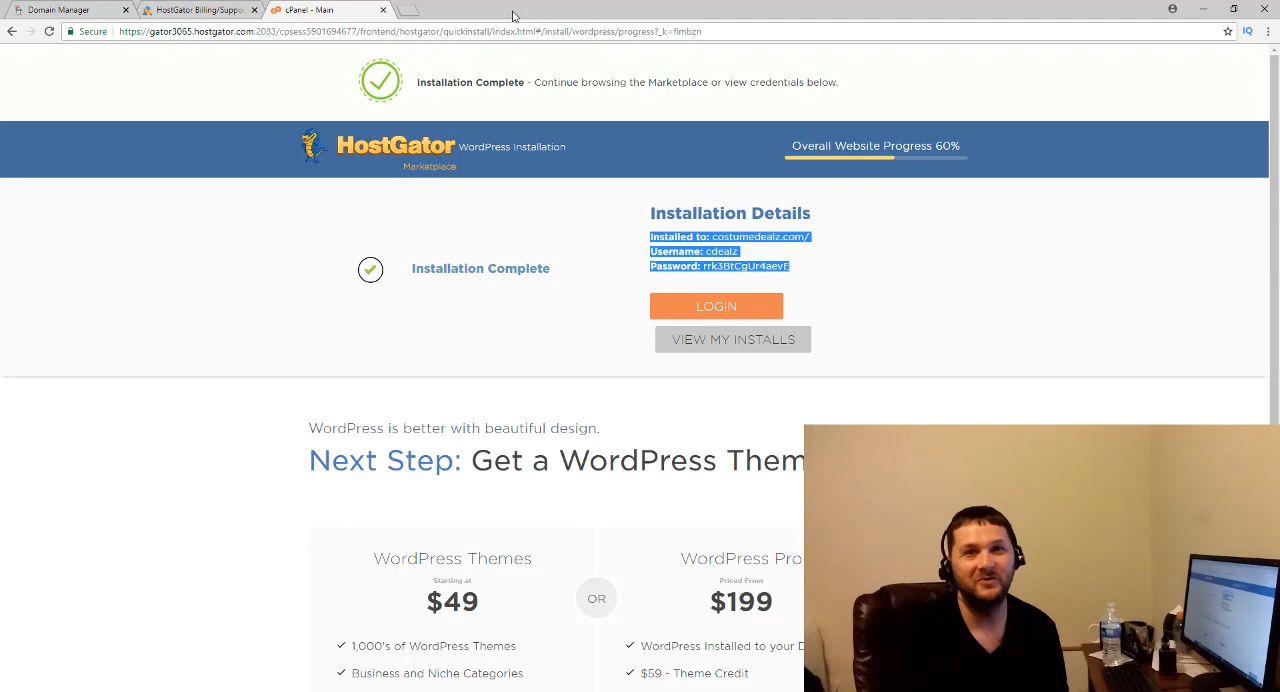 Domain Manager
HostGator Billing/Suppo
cPanel - Main
Secure
https://gator3065.hostgator.com:2083/cpsess5901694677/frontend/hostgator/quickinstall/index.html#/install/wordpress/progress?_k=fimbzn
IQ
Installation Complete - Continue browsing the Marketplace or view credentials below.
HostGator WordPress Installation
Marketplace
Overall Website Progress 60%
Installation Details
Installed to: costumedealz.com/
Username: cdealz
Password: rrk3BtCgUr4aevE
Installation Complete
LOGIN
VIEW MY INSTALLS
WordPress is better with beautiful design.
Next Step: Get a WordPress Them
WordPress Themes
Starting at
$49
✓ 1,000's of WordPress Themes
✓ Business and Niche Categories
OR
WordPress Pro
Priced From
$199
✓ WordPress Installed to your D
✓ $59 - Theme Credit